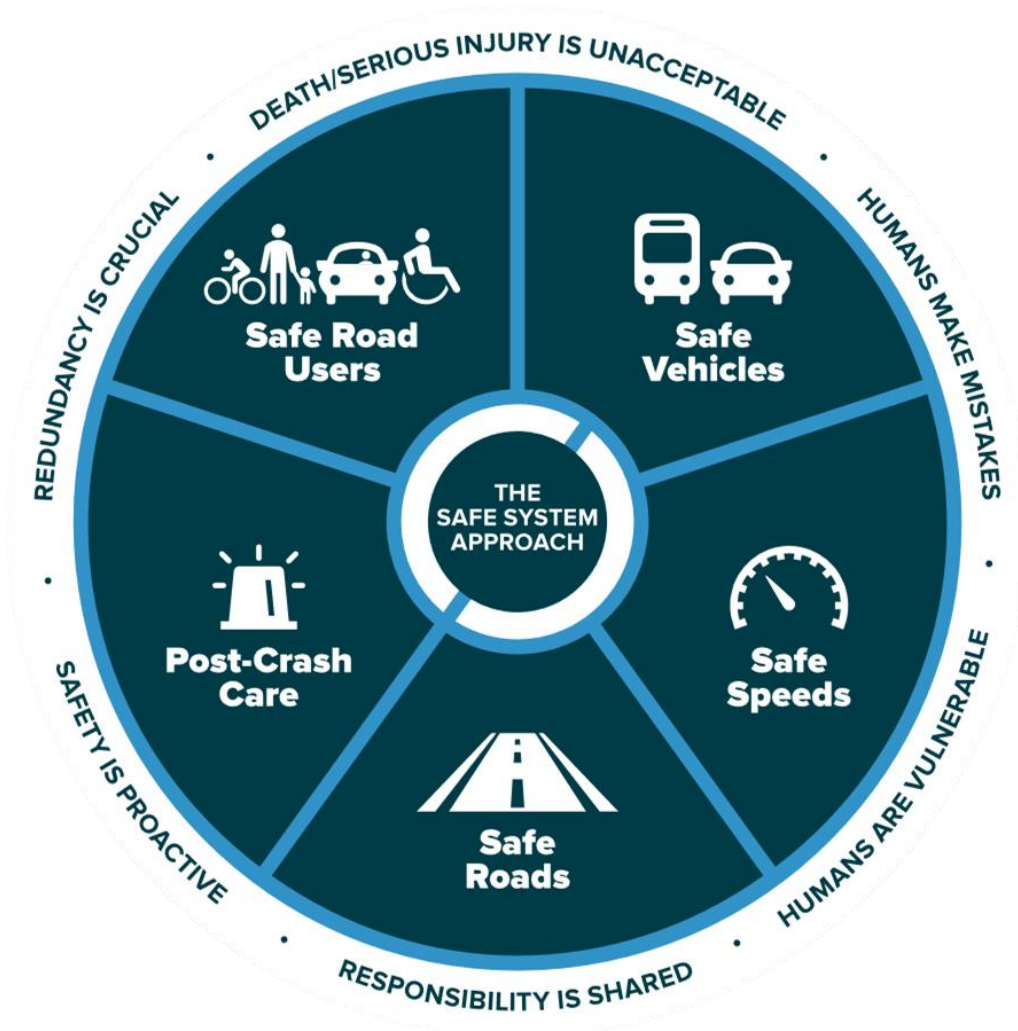 DEATH/SERIOUS INJURY IS UNACCEPTABLE
HUMANS MAKE MISTAKES
HUMANS ARE VULNERABLE
RESPONSIBILITY IS SHARED
SAFETY IS PROACTIVE
REDUNDANCY IS CRUCIAL
Safe Road
Users
Safe
Vehicles
THE
SAFE SYSTEM
APPROACH
Post-Crash
Care
Safe
Speeds
Safe
Roads